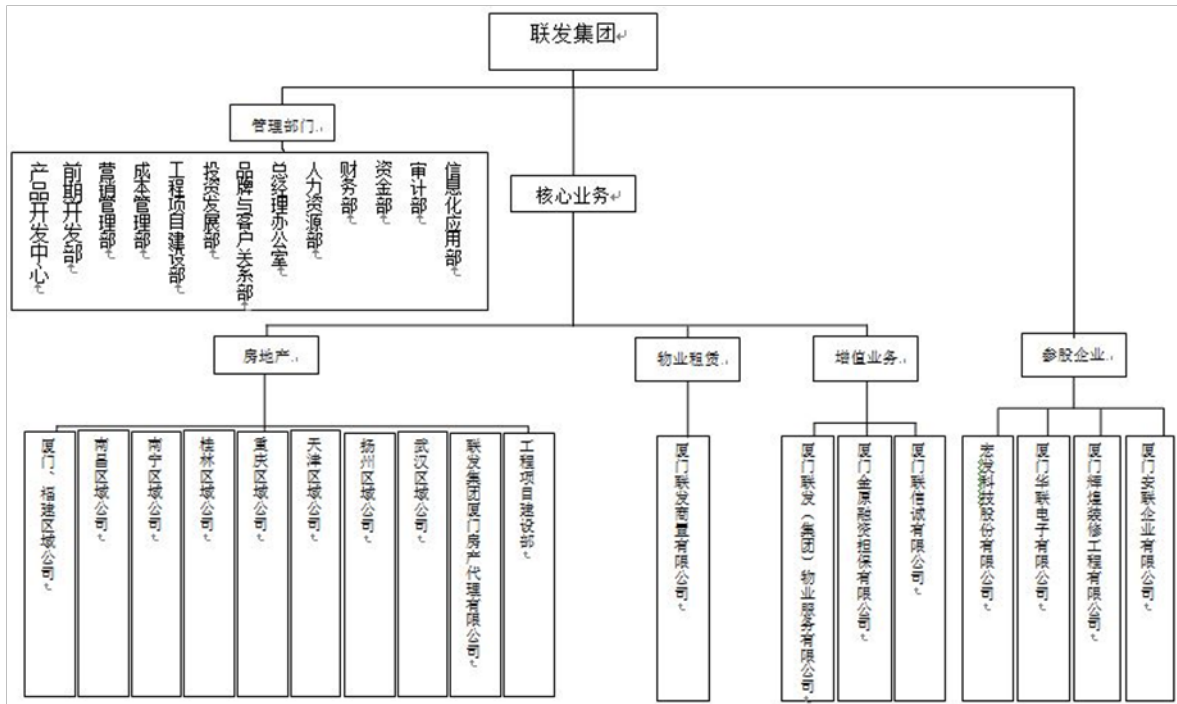 联发集团
管理部门
产品开发中心
前期开发部
营销管理部
成本管理部
工程项目建设部
投资发展部
品牌与客户关系部
总经理办公室
人力资源部
财务部
资金部
审计部
信息化应用部
核心业务
房地产
物业租赁
增值业务
参股企业
厦门、福建区域公司
南昌区域公司
南宁区域公司
桂林区域公司
重庆区域公司
天津区域公司
扬州区域公司
武汉区域公司
联发集团厦门房产代理有限公司
工程项目建设部
厦门联发商置有限公司
厦门联发（集团）物业服务有限公司
厦门金原融资担保有限公司
厦门联信诚有限公司
宏发科技股份有限公司
厦门华联电子有限公司
厦门辉煌装修工程有限公司
厦门安联企业有限公司